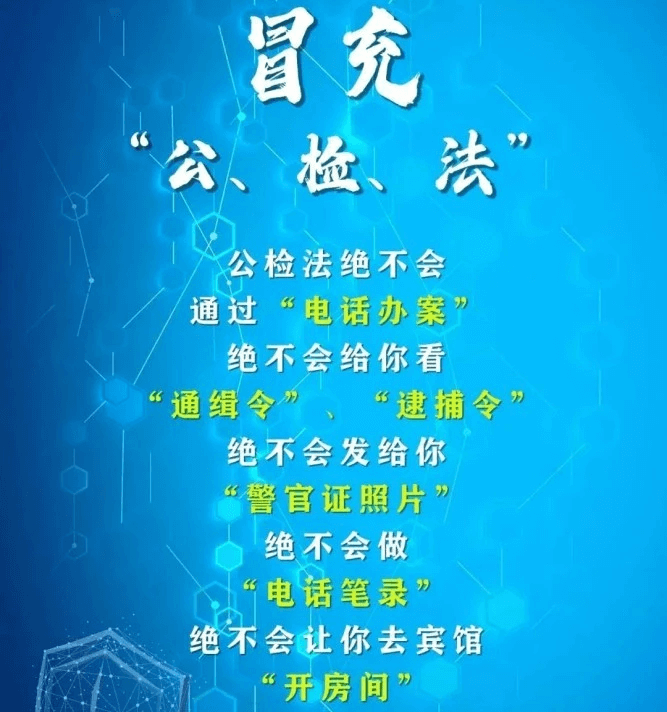 冒充
“公、检、法”
公检法绝不会
通过“电话办案”
绝不会给你看
“通缉令”、“逮捕令”
绝不会发给你
“警官证照片”
绝不会做
“电话笔录”
绝不会让你去宾馆
“开房间”